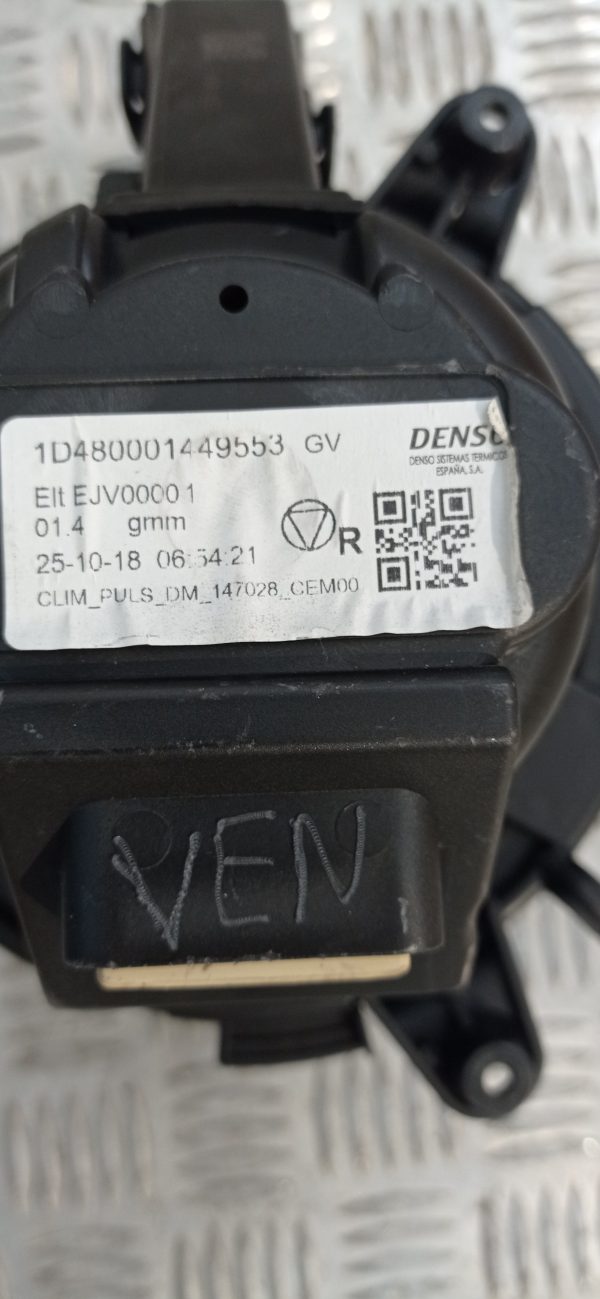 1D480001449553 GV
DENSO
DENSO SISTEMAS TERMICOS
ESPAÑA, S.A.
Elt EJV00001
01.4 gmm
R
25-10-18 06:54:21
CLIM_PULS_DM_147028_CEM00
VEN